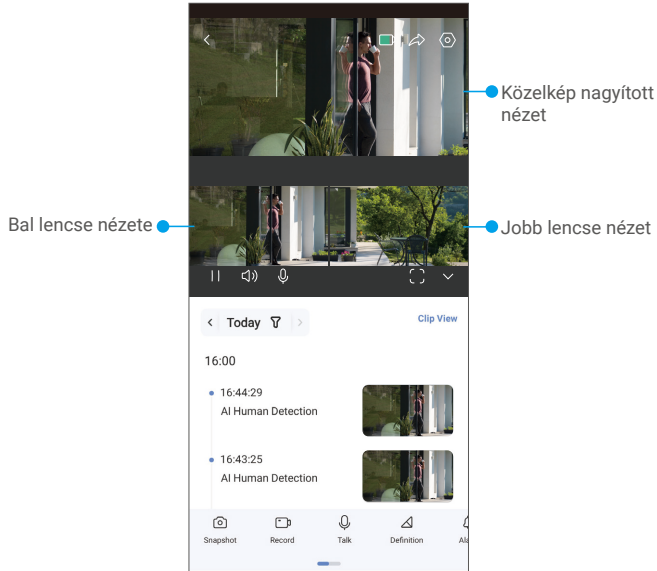 Közelkép nagyított
nézet
Bal lencse nézete
Jobb lencse nézet
Today
Clip View
16:00
16:44:29
AI Human Detection
16:43:25
AI Human Detection
Snapshot
Record
Talk
Definition